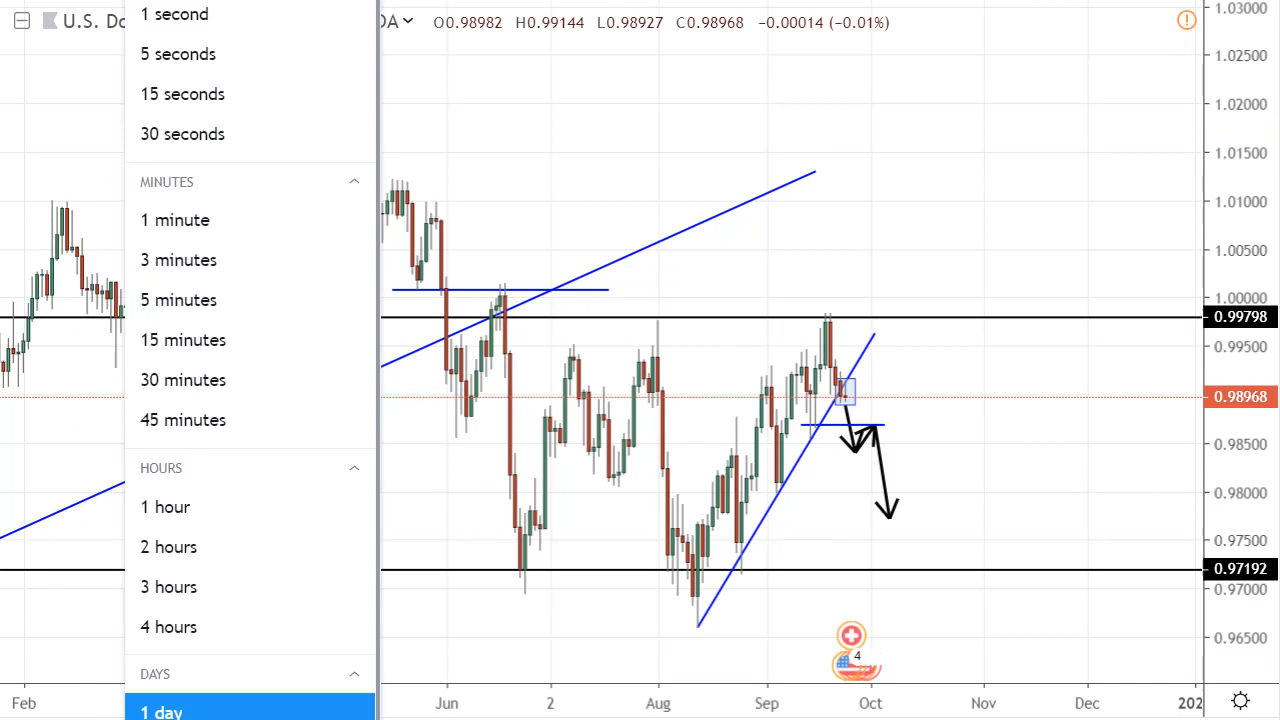 U.S. Do
DA
O0.98982 H0.99144 L0.98927 C0.98968 −0.00014 (−0.01%)
1 second
5 seconds
15 seconds
30 seconds
MINUTES
1 minute
3 minutes
5 minutes
15 minutes
30 minutes
45 minutes
HOURS
1 hour
2 hours
3 hours
4 hours
DAYS
1 day
1.03000
1.02500
1.02000
1.01500
1.01000
1.00500
1.00000
0.99798
0.99500
0.98968
0.98500
0.98000
0.97500
0.97192
0.97000
0.96500
4
Feb
Jun
2
Aug
Sep
Oct
Nov
Dec
202